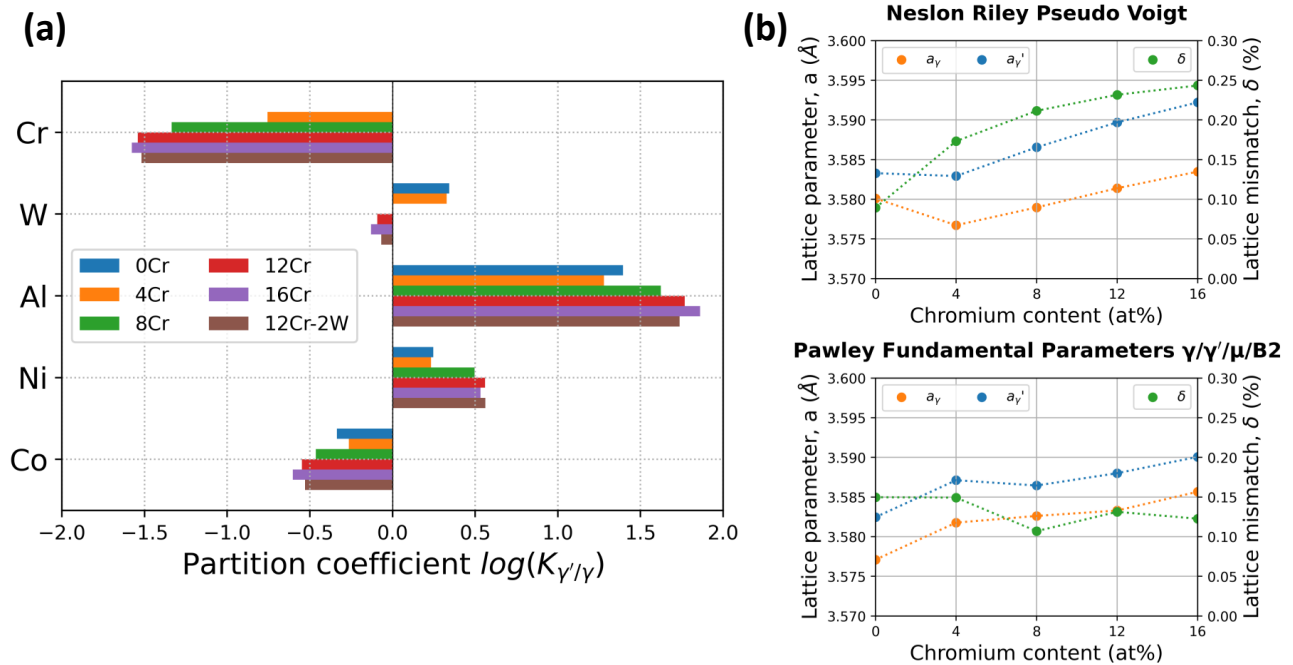 (a)
Cr
W
Al
Ni
Co
0Cr
4Cr
8Cr
12Cr
16Cr
12Cr-2W
−2.0 −1.5 −1.0 −0.5 0.0 0.5 1.0 1.5 2.0
Partition coefficient log(Kγ′/γ)
(b)
Neslon Riley Pseudo Voigt
Lattice parameter, a (Å)
3.600
3.595
3.590
3.585
3.580
3.575
3.570
aγ aγ'
δ
0.30
0.25
0.20
0.15
0.10
0.05
0.00
Lattice mismatch, δ (%)
0 4 8 12 16
Chromium content (at%)
Pawley Fundamental Parameters γ/γ′/μ/B2
Lattice parameter, a (Å)
3.600
3.595
3.590
3.585
3.580
3.575
3.570
aγ aγ'
δ
0.30
0.25
0.20
0.15
0.10
0.05
0.00
Lattice mismatch, δ (%)
0 4 8 12 16
Chromium content (at%)